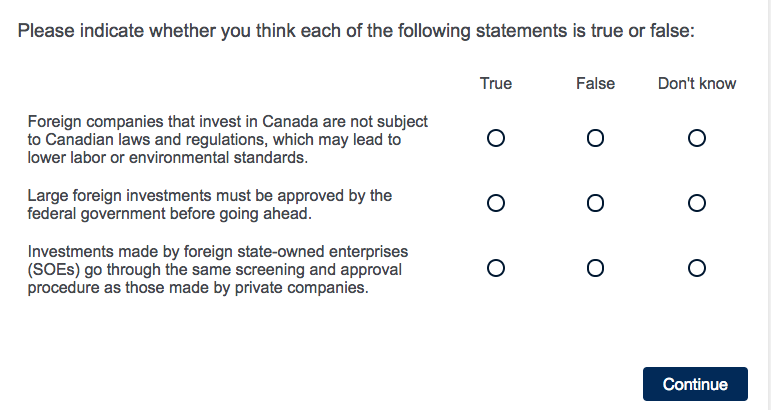 Please indicate whether you think each of the following statements is true or false:
True False Don't know
Foreign companies that invest in Canada are not subject
to Canadian laws and regulations, which may lead to
lower labor or environmental standards.
Large foreign investments must be approved by the
federal government before going ahead.
Investments made by foreign state-owned enterprises
(SOEs) go through the same screening and approval
procedure as those made by private companies.
Continue